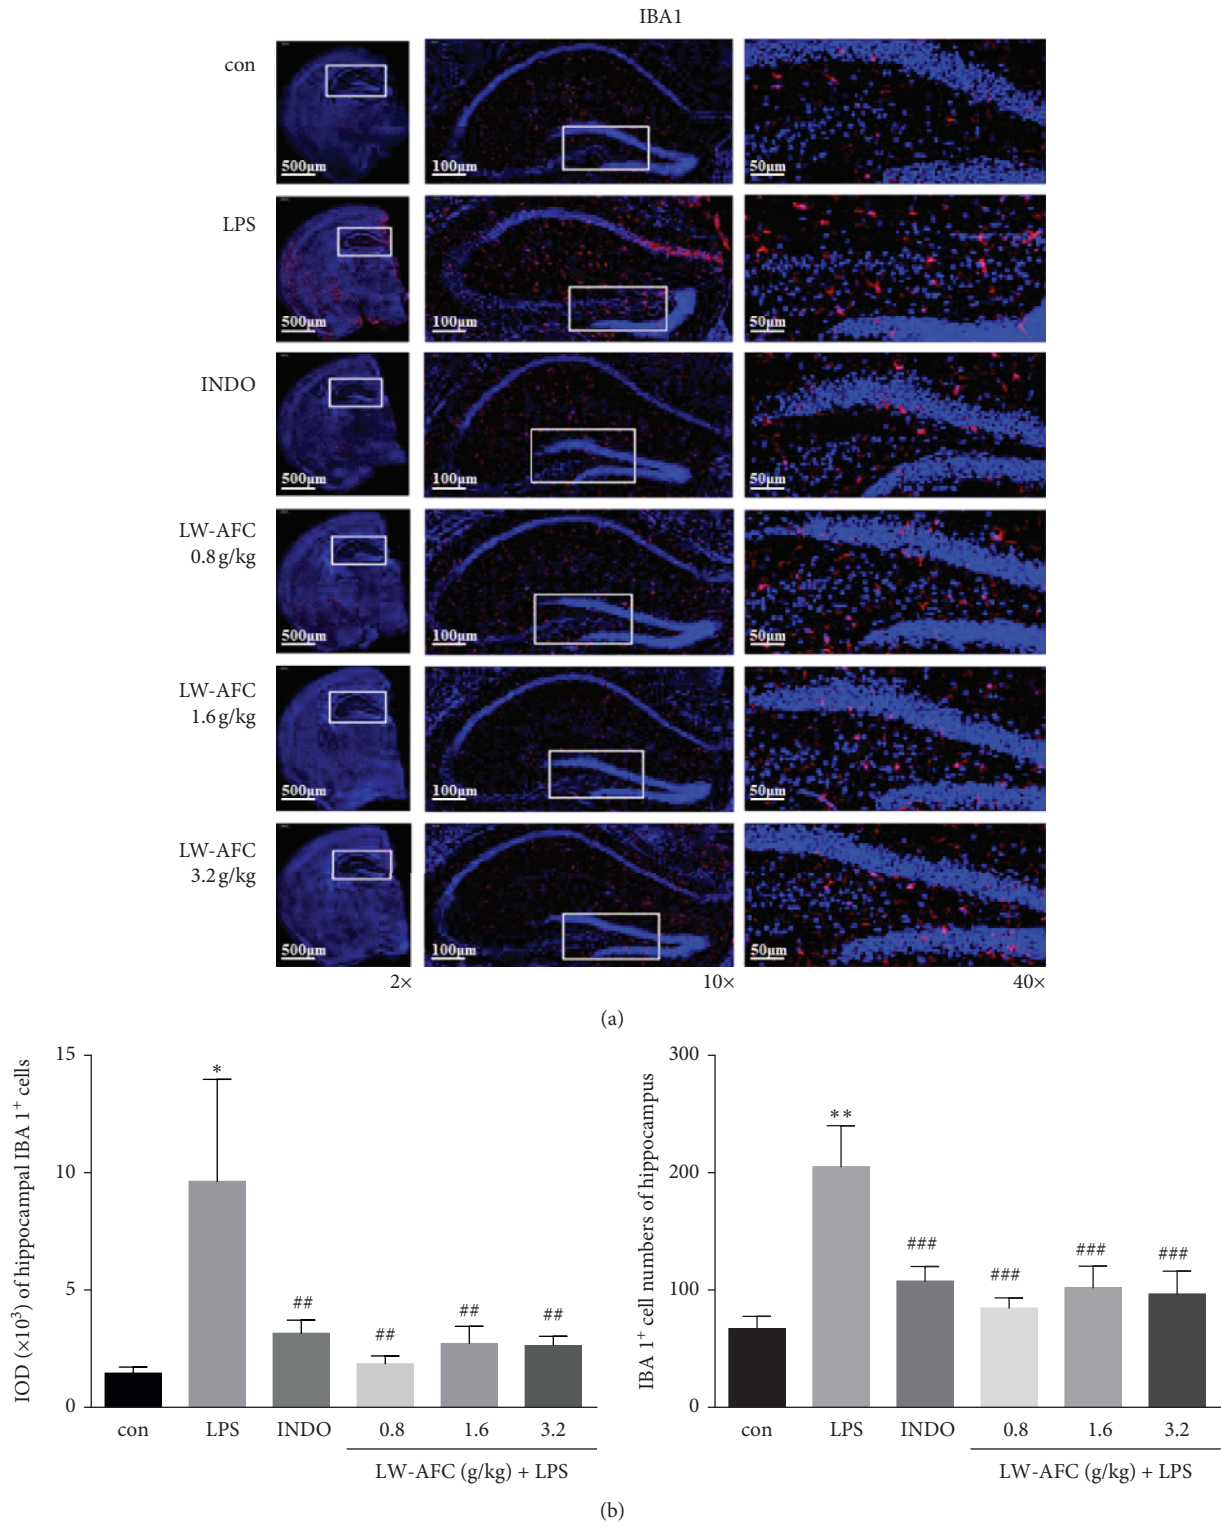 IBA1
con
500μm
100μm
50μm
LPS
500μm
100μm
50μm
INDO
500μm
100μm
50μm
LW-AFC
0.8 g/kg
500μm
100μm
50μm
LW-AFC
1.6 g/kg
500μm
100μm
50μm
LW-AFC
3.2 g/kg
500μm
100μm
50μm
2×
10×
40×
(a)
IOD (×10³) of hippocampal IBA 1⁺ cells
15
10
5
0
*
##
##
##
##
con
LPS
INDO
0.8
1.6
3.2
LW-AFC (g/kg) + LPS
IBA 1⁺ cell numbers of hippocampus
300
200
100
0
**
###
###
###
###
con
LPS
INDO
0.8
1.6
3.2
LW-AFC (g/kg) + LPS
(b)